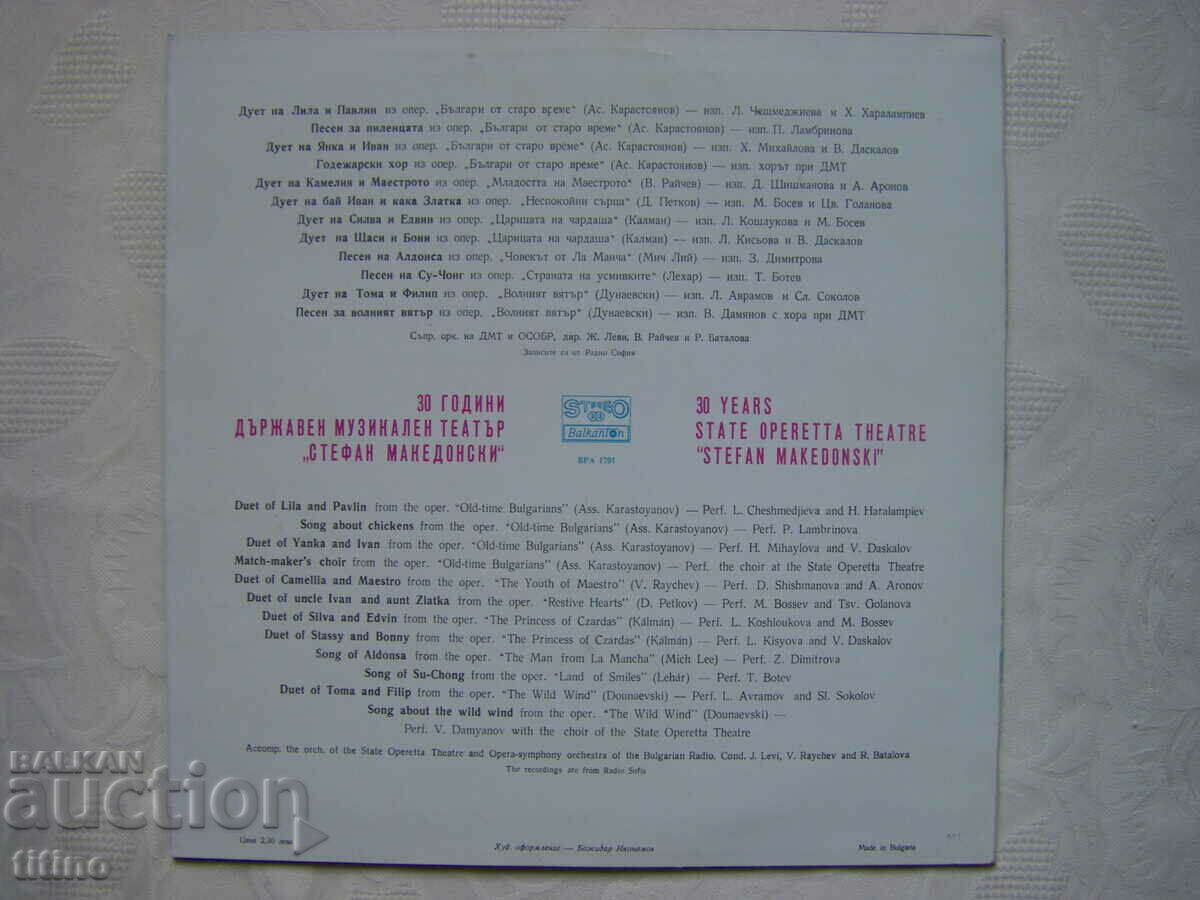 Дует на Лила и Павлин из опер. „Българи от старо време“ (Ас. Карастоянов) — изп. Л. Чешмеджиева и Х. Харалампиев
Песен за пиленцата из опер. „Българи от старо време“ (Ас. Карастоянов) — изп. П. Ламбринова
Дует на Янка и Иван из опер. „Българи от старо време“ (Ас. Карастоянов) — изп. Х. Михайлова и В. Даскалов
Годежарски хор из опер. „Българи от старо време“ (Ас. Карастоянов) — изп. хорът при ДМТ
Дует на Камелия и Маестрото из опер. „Младостта на Маестрото“ (В. Райчев) — изп. Д. Шишманова и А. Аронов
Дует на бай Иван и кака Златка из опер. „Неспокойни сърца“ (Д. Петков) — изп. М. Босев и Цв. Голанова
Дует на Силва и Едвин из опер. „Царицата на чардаша“ (Калман) — изп. Л. Кошлукова и М. Босев
Дует на Щаси и Бони из опер. „Царицата на чардаша“ (Калман) — изп. Л. Кисьова и В. Даскалов
Песен на Алдонса из опер. „Човекът от Ла Манча“ (Мич Лий) — изп. З. Димитрова
Песен на Су-Чонг из опер. „Страната на усмивките“ (Лехар) — изп. Т. Ботев
Дует на Тома и Филип из опер. „Волният вятър“ (Дунаевски) — изп. Л. Аврамов и Сл. Соколов
Песен за волният вятър из опер. „Волният вятър“ (Дунаевски) — изп. В. Дамянов с хора при ДМТ
Съпр. орк. на ДМТ и ОСОБР, дир. Ж. Леви, В. Райчев и Р. Баталова
Записите са от Радио София
30 ГОДИНИ
ДЪРЖАВЕН МУЗИКАЛЕН ТЕАТЪР
„СТЕФАН МАКЕДОНСКИ“
STEREO
Balkanton
ВРА 1791
30 YEARS
STATE OPERETTA THEATRE
"STEFAN MAKEDONSKI"
Duet of Lila and Pavlin from the oper. "Old-time Bulgarians" (Ass. Karastoyanov) — Perf. L. Cheshmedjieva and H. Haralampiev
Song about chickens from the oper. "Old-time Bulgarians" (Ass. Karastoyanov) — Perf. P. Lambrinova
Duet of Yanka and Ivan from the oper. "Old-time Bulgarians" (Ass. Karastoyanov) — Perf. H. Mihaylova and V. Daskalov
Match-maker's choir from the oper. "Old-time Bulgarians" (Ass. Karastoyanov) — Perf. the choir at the State Operetta Theatre
Duet of Camellia and Maestro from the oper. "The Youth of Maestro" (V. Raychev) — Perf. D. Shishmanova and A. Aronov
Duet of uncle Ivan and aunt Zlatka from the oper. "Restive Hearts" (D. Petkov) — Perf. M. Bossev and Tsv. Golanova
Duet of Silva and Edvin from the oper. "The Princess of Czardas" (Kálmán) — Perf. L. Koshloukova and M. Bossev
Duet of Stassy and Bonny from the oper. "The Princess of Czardas" (Kálmán) — Perf. L. Kisyova and V. Daskalov
Song of Aldonsa from the oper. "The Man from La Mancha" (Mich Lee) — Perf. Z. Dimitrova
Song of Su-Chong from the oper. "Land of Smiles" (Lehár) — Perf. T. Botev
Duet of Toma and Filip from the oper. "The Wild Wind" (Dounaevski) — Perf. L. Avramov and Sl. Sokolov
Song about the wild wind from the oper. "The Wild Wind" (Dounaevski) —
Perf. V. Damyanov with the choir of the State Operetta Theatre
Accomp. the orch. of the State Operetta Theatre and Opera-symphony orchestra of the Bulgarian Radio. Cond. J. Levi, V. Raychev and R. Batalova
The recordings are from Radio Sofia
Цена 2,30 лева
Худ. оформление — Божидар Икономов
Made in Bulgaria
BALKAN
auction
titino